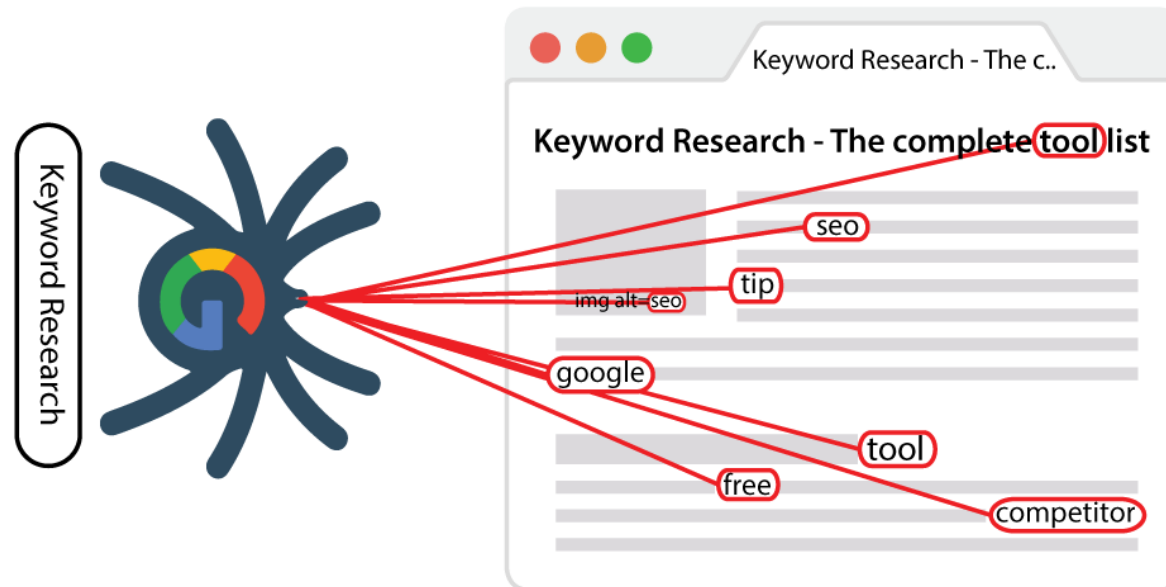 Keyword Research
Keyword Research - The c..
Keyword Research - The complete tool list
seo
tip
img alt=seo
google
tool
free
competitor